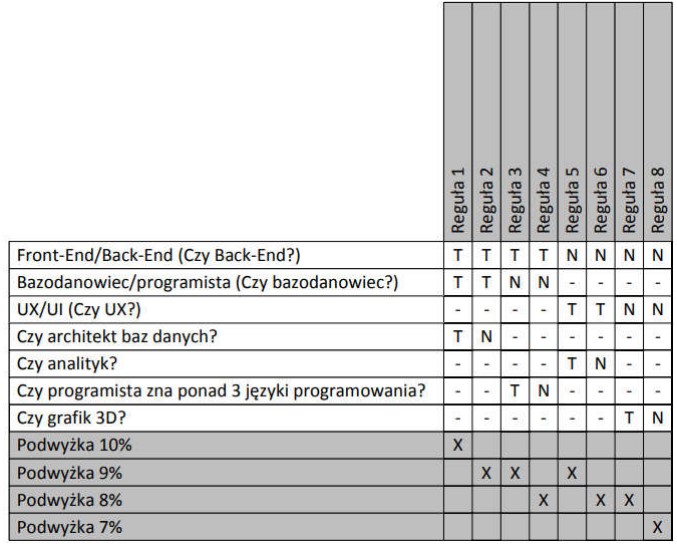 Reguła 1 Reguła 2 Reguła 3 Reguła 4 Reguła 5 Reguła 6 Reguła 7 Reguła 8
Front-End/Back-End (Czy Back-End?) T T T T N N N N
Bazodanowiec/programista (Czy bazodanowiec?) T T N N - - - -
UX/UI (Czy UX?) - - - - T T N N
Czy architekt baz danych? T N - - - - - -
Czy analityk? - - - - T N - -
Czy programista zna ponad 3 języki programowania? - - T N - - - -
Czy grafik 3D? - - - - - - T N
Podwyżka 10% X
Podwyżka 9% X X X
Podwyżka 8% X X X
Podwyżka 7% X